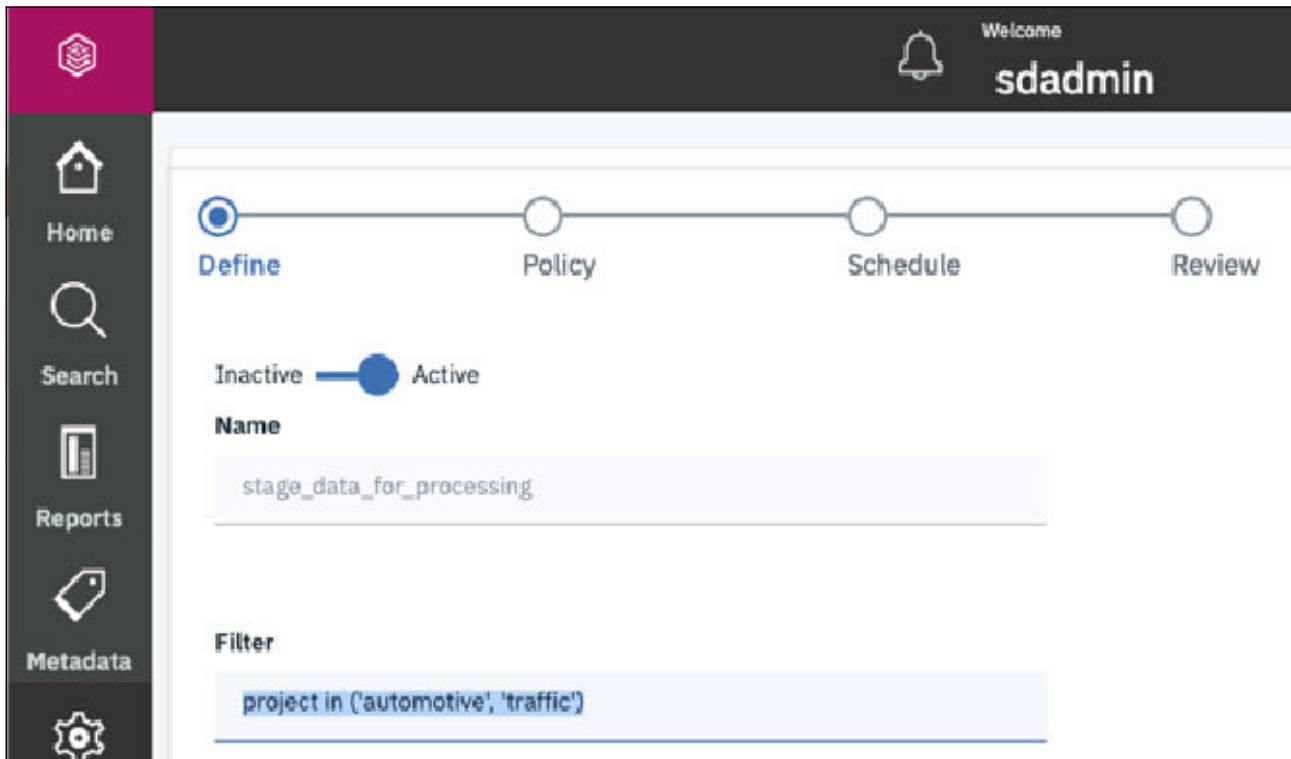 Welcome
sdadmin
Home
Search
Reports
Metadata
Define
Policy
Schedule
Review
Inactive
Active
Name
stage_data_for_processing
Filter
project in ('automotive', 'traffic')